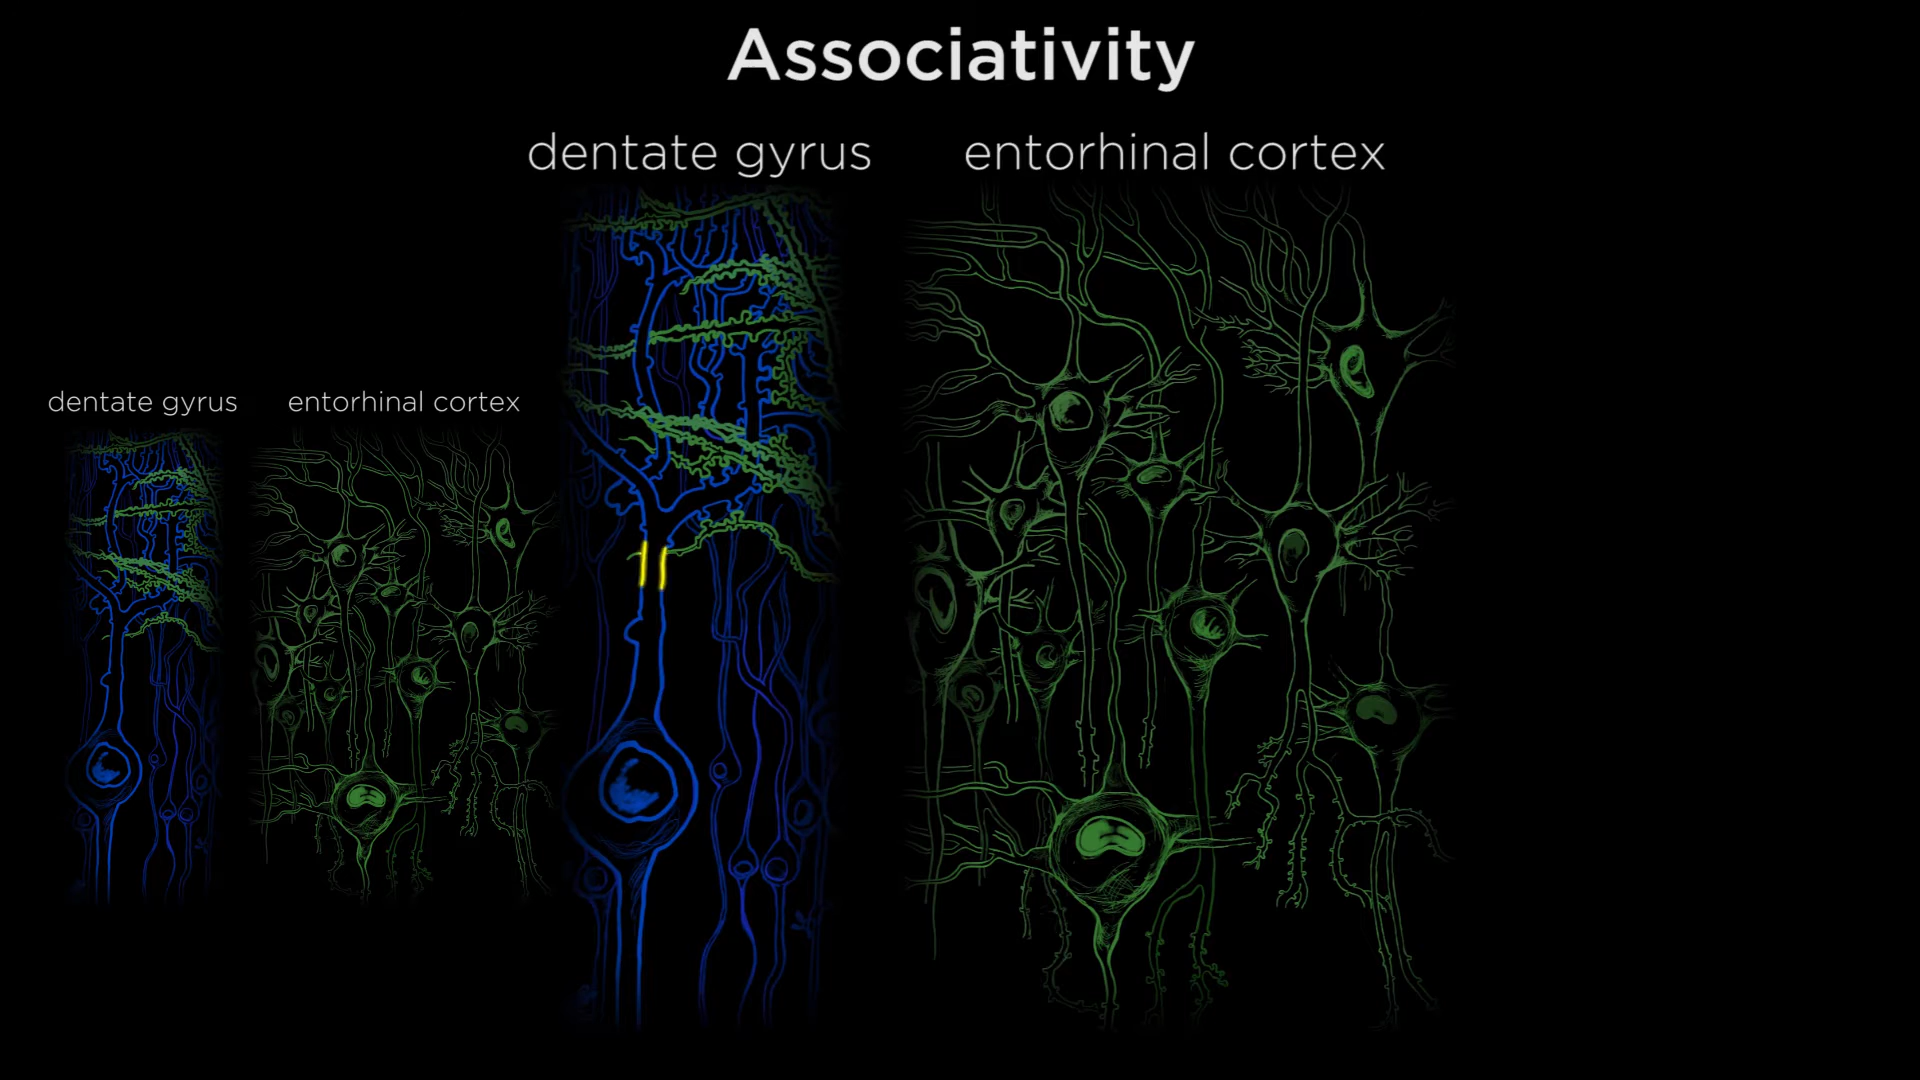 Associativity
dentate gyrus
entorhinal cortex
dentate gyrus
entorhinal cortex